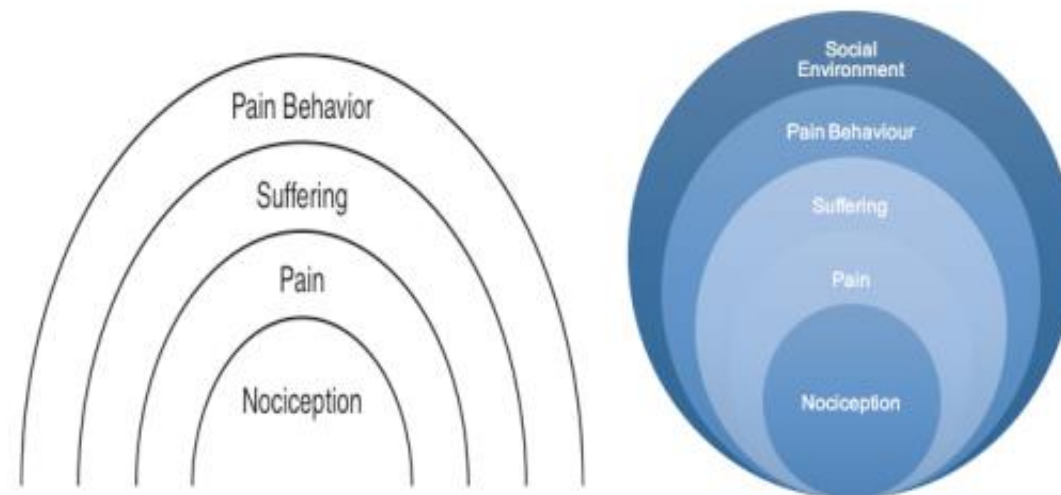 Pain Behavior
Suffering
Pain
Nociception
Social
Environment
Pain Behaviour
Suffering
Pain
Nociception